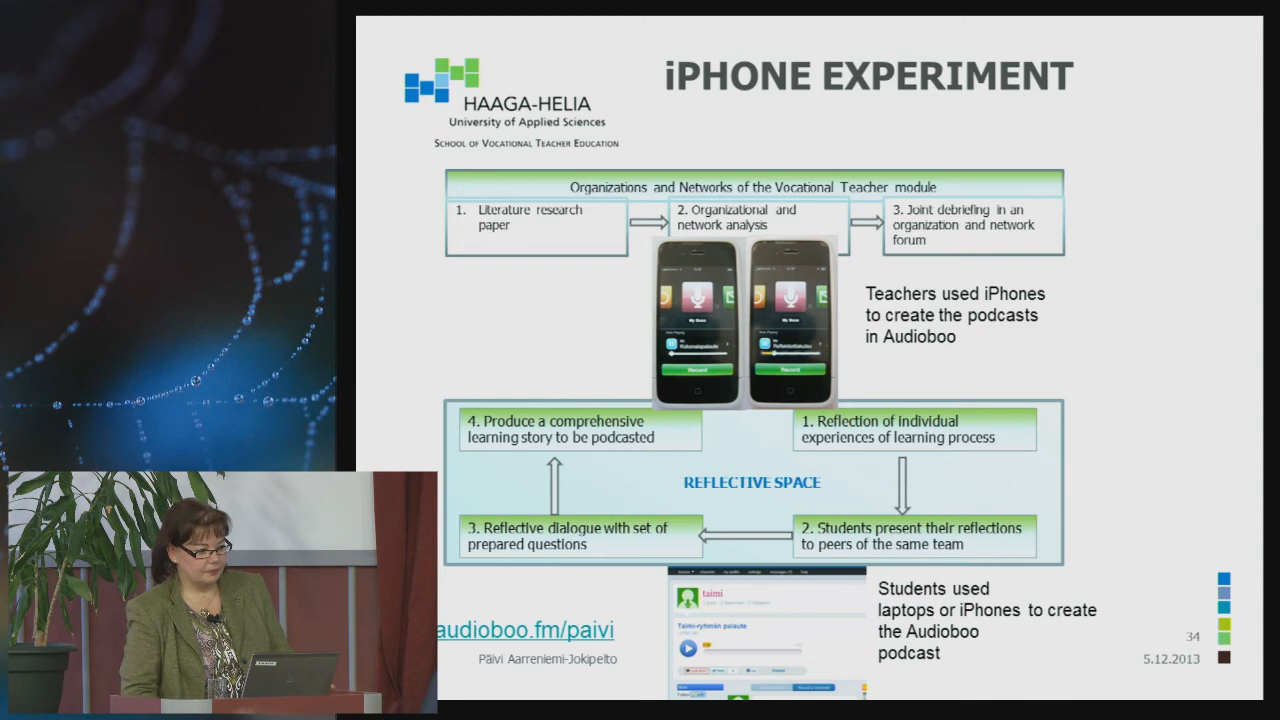 iPHONE EXPERIMENT
HAAGA-HELIA
University of Applied Sciences
SCHOOL OF VOCATIONAL TEACHER EDUCATION
Organizations and Networks of the Vocational Teacher module
1. Literature research
paper
2. Organizational and
network analysis
3. Joint debriefing in an
organization and network
forum
Record
Record
Teachers used iPhones
to create the podcasts
in Audioboo
4. Produce a comprehensive
learning story to be podcasted
1. Reflection of individual
experiences of learning process
REFLECTIVE SPACE
3. Reflective dialogue with set of
prepared questions
2. Students present their reflections
to peers of the same team
taimi
Taimi-ryhmän palaute
Students used
laptops or iPhones to create
the Audioboo
podcast
audioboo.fm/paivi
Päivi Aarreniemi-Jokipelto
34
5.12.2013